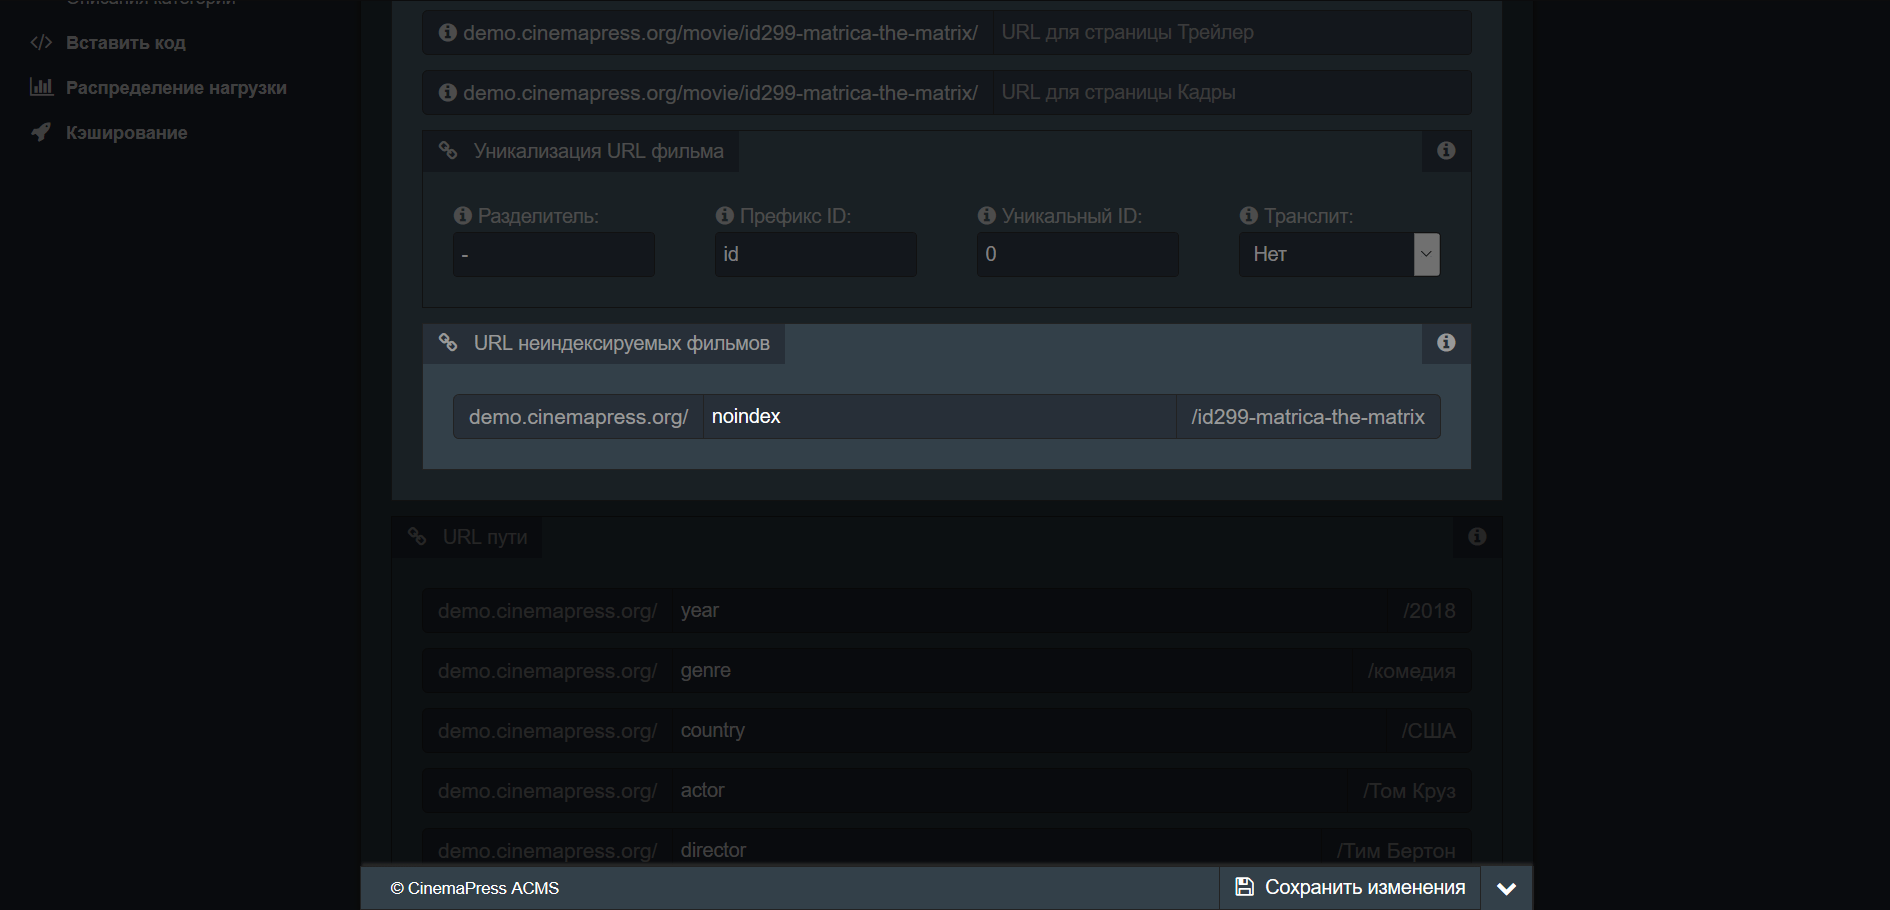 Описания категорий
Вставить код
Распределение нагрузки
Кэширование
demo.cinemapress.org/movie/id299-matrica-the-matrix/ URL для страницы Трейлер
demo.cinemapress.org/movie/id299-matrica-the-matrix/ URL для страницы Кадры
Уникализация URL фильма
Разделитель: Префикс ID: Уникальный ID: Транслит:
- id 0 Нет
URL неиндексируемых фильмов
demo.cinemapress.org/ noindex /id299-matrica-the-matrix
URL пути
demo.cinemapress.org/ year /2018
demo.cinemapress.org/ genre /комедия
demo.cinemapress.org/ country /США
demo.cinemapress.org/ actor /Том Круз
demo.cinemapress.org/ director /Тим Бертон
© CinemaPress ACMS Сохранить изменения